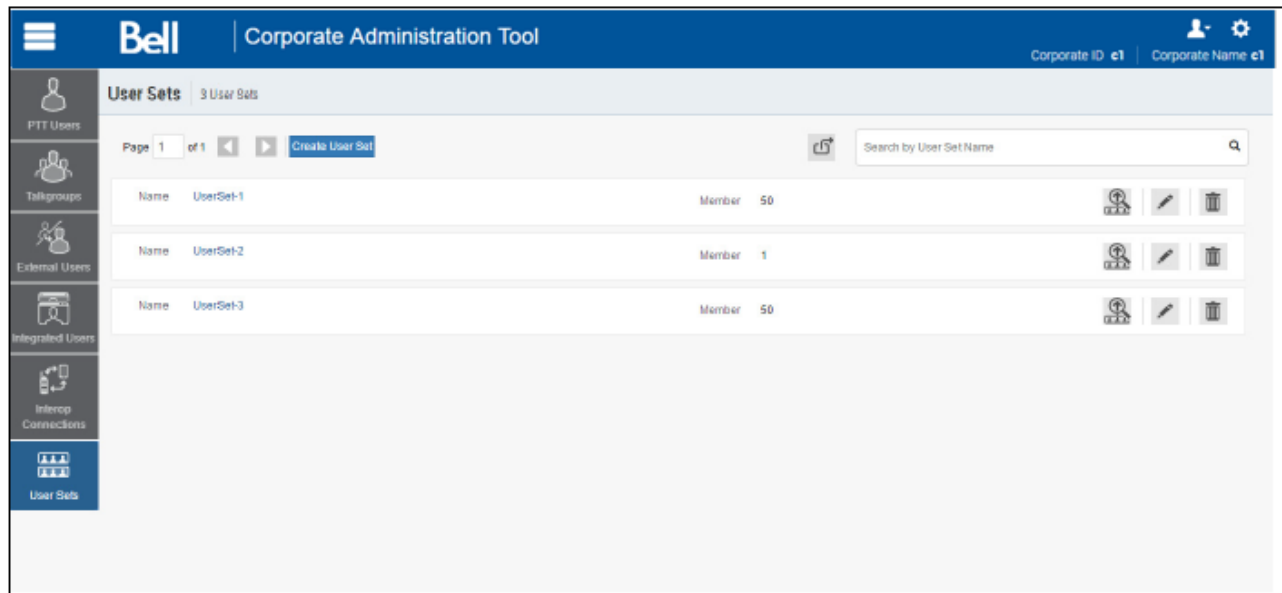 Bell
Corporate Administration Tool
Corporate ID c1
Corporate Name c1
PTT Users
Talkgroups
External Users
Integrated Users
Interop
Connections
User Sets
User Sets
3 User Sets
Page 1 of 1
Create User Set
Search by User Set Name
Name UserSet-1 Member 50
Name UserSet-2 Member 1
Name UserSet-3 Member 50